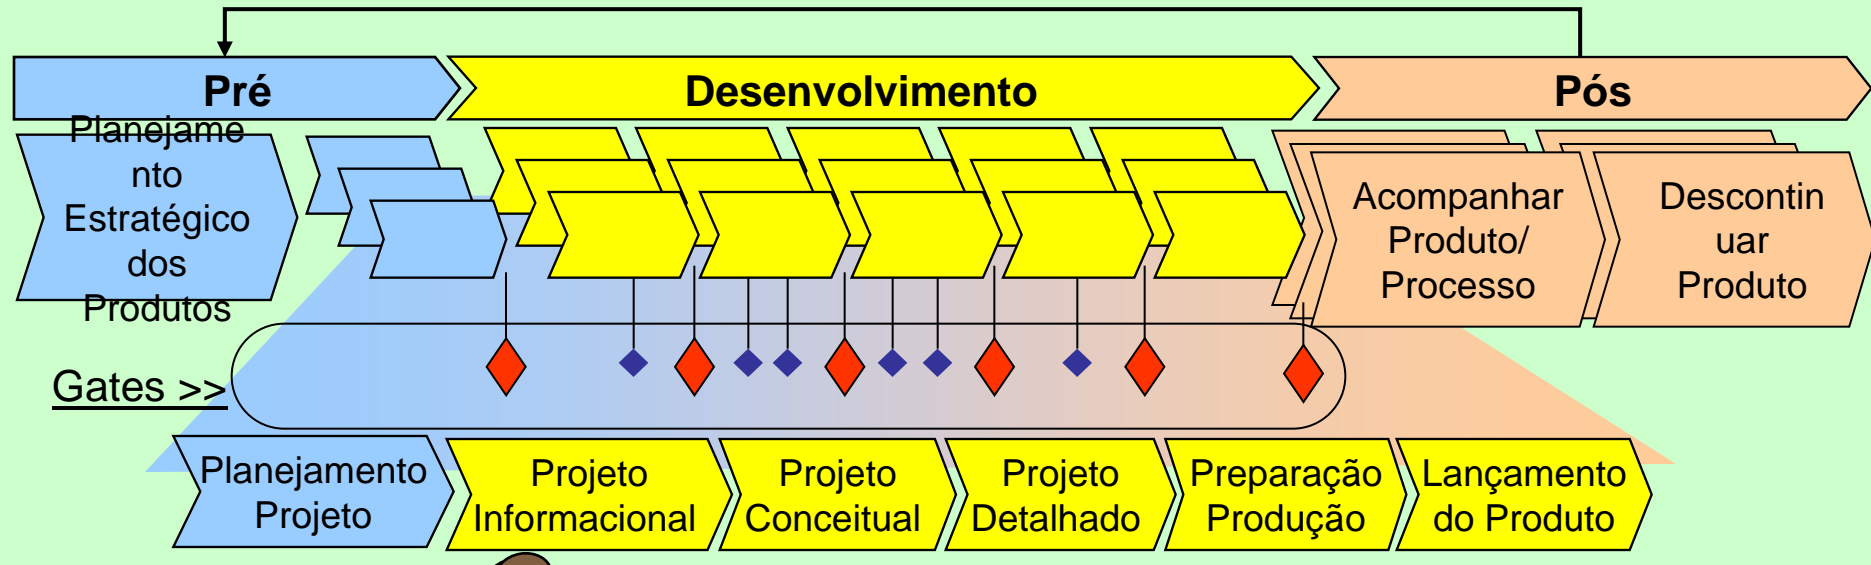 Pré
Desenvolvimento
Pós
Planejame
nto
Estratégico
dos
Produtos
Acompanhar
Produto/
Processo
Descontin
uar
Produto
Gates >>
Planejamento
Projeto
Projeto
Informacional
Projeto
Conceitual
Projeto
Detalhado
Preparação
Produção
Lançamento
do Produto